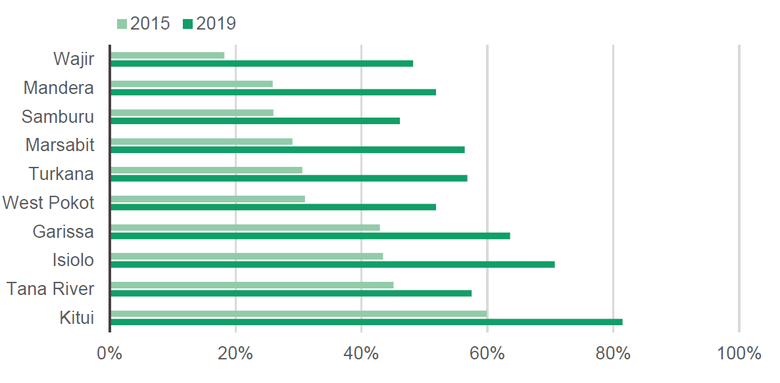 2015 2019
Wajir
Mandera
Samburu
Marsabit
Turkana
West Pokot
Garissa
Isiolo
Tana River
Kitui
0% 20% 40% 60% 80% 100%